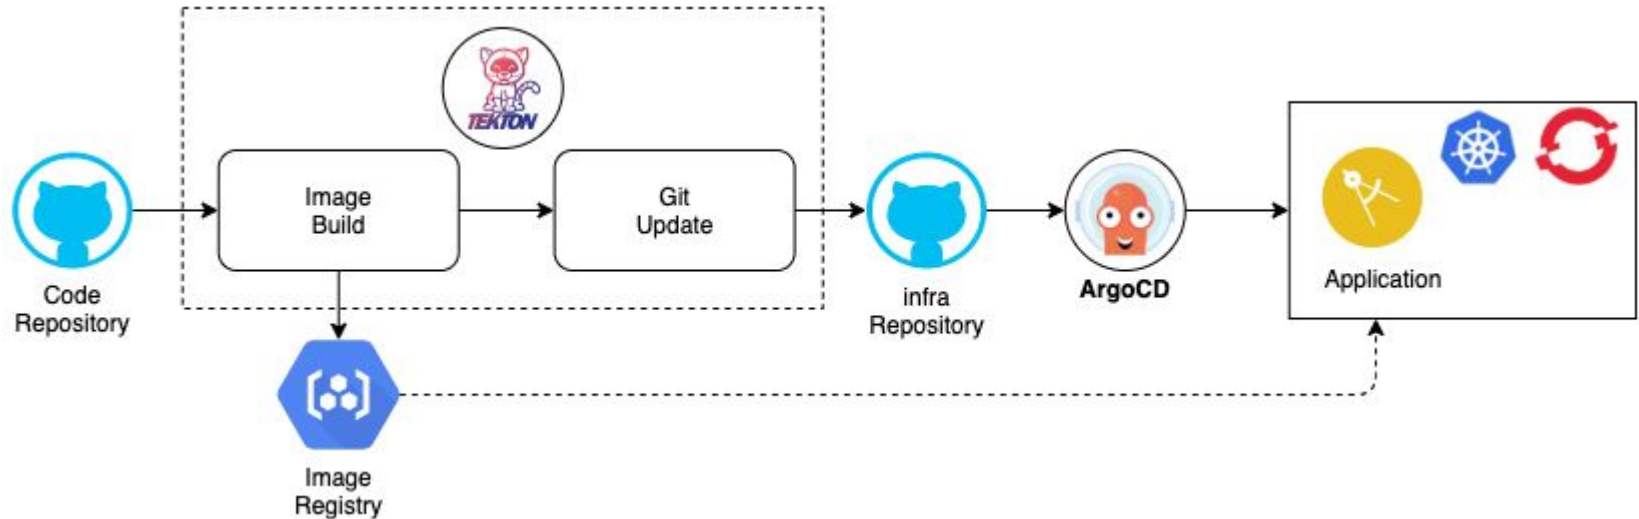 TEKTON
Image
Build
Git
Update
Code
Repository
infra
Repository
ArgoCD
Application
Image
Registry